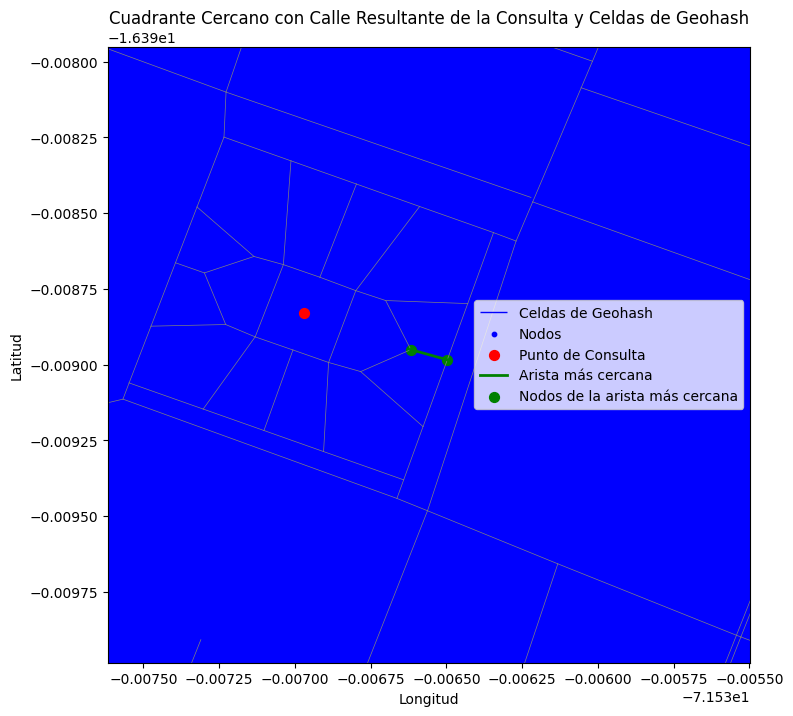 Cuadrante Cercano con Calle Resultante de la Consulta y Celdas de Geohash
−1.639e1
−0.00800
−0.00825
−0.00850
−0.00875
−0.00900
−0.00925
−0.00950
−0.00975
Latitud
Celdas de Geohash
Nodos
Punto de Consulta
Arista más cercana
Nodos de la arista más cercana
−0.00750 −0.00725 −0.00700 −0.00675 −0.00650 −0.00625 −0.00600 −0.00575 −0.00550
Longitud
−7.153e1